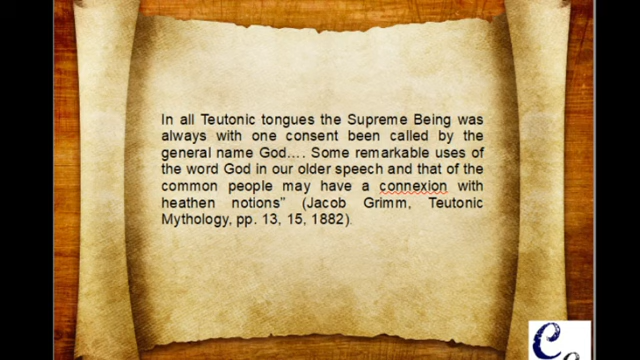 In all Teutonic tongues the Supreme Being was
always with one consent been called by the
general name God…. Some remarkable uses of
the word God in our older speech and that of the
common people may have a connexion with
heathen notions” (Jacob Grimm, Teutonic
Mythology, pp. 13, 15, 1882).
e